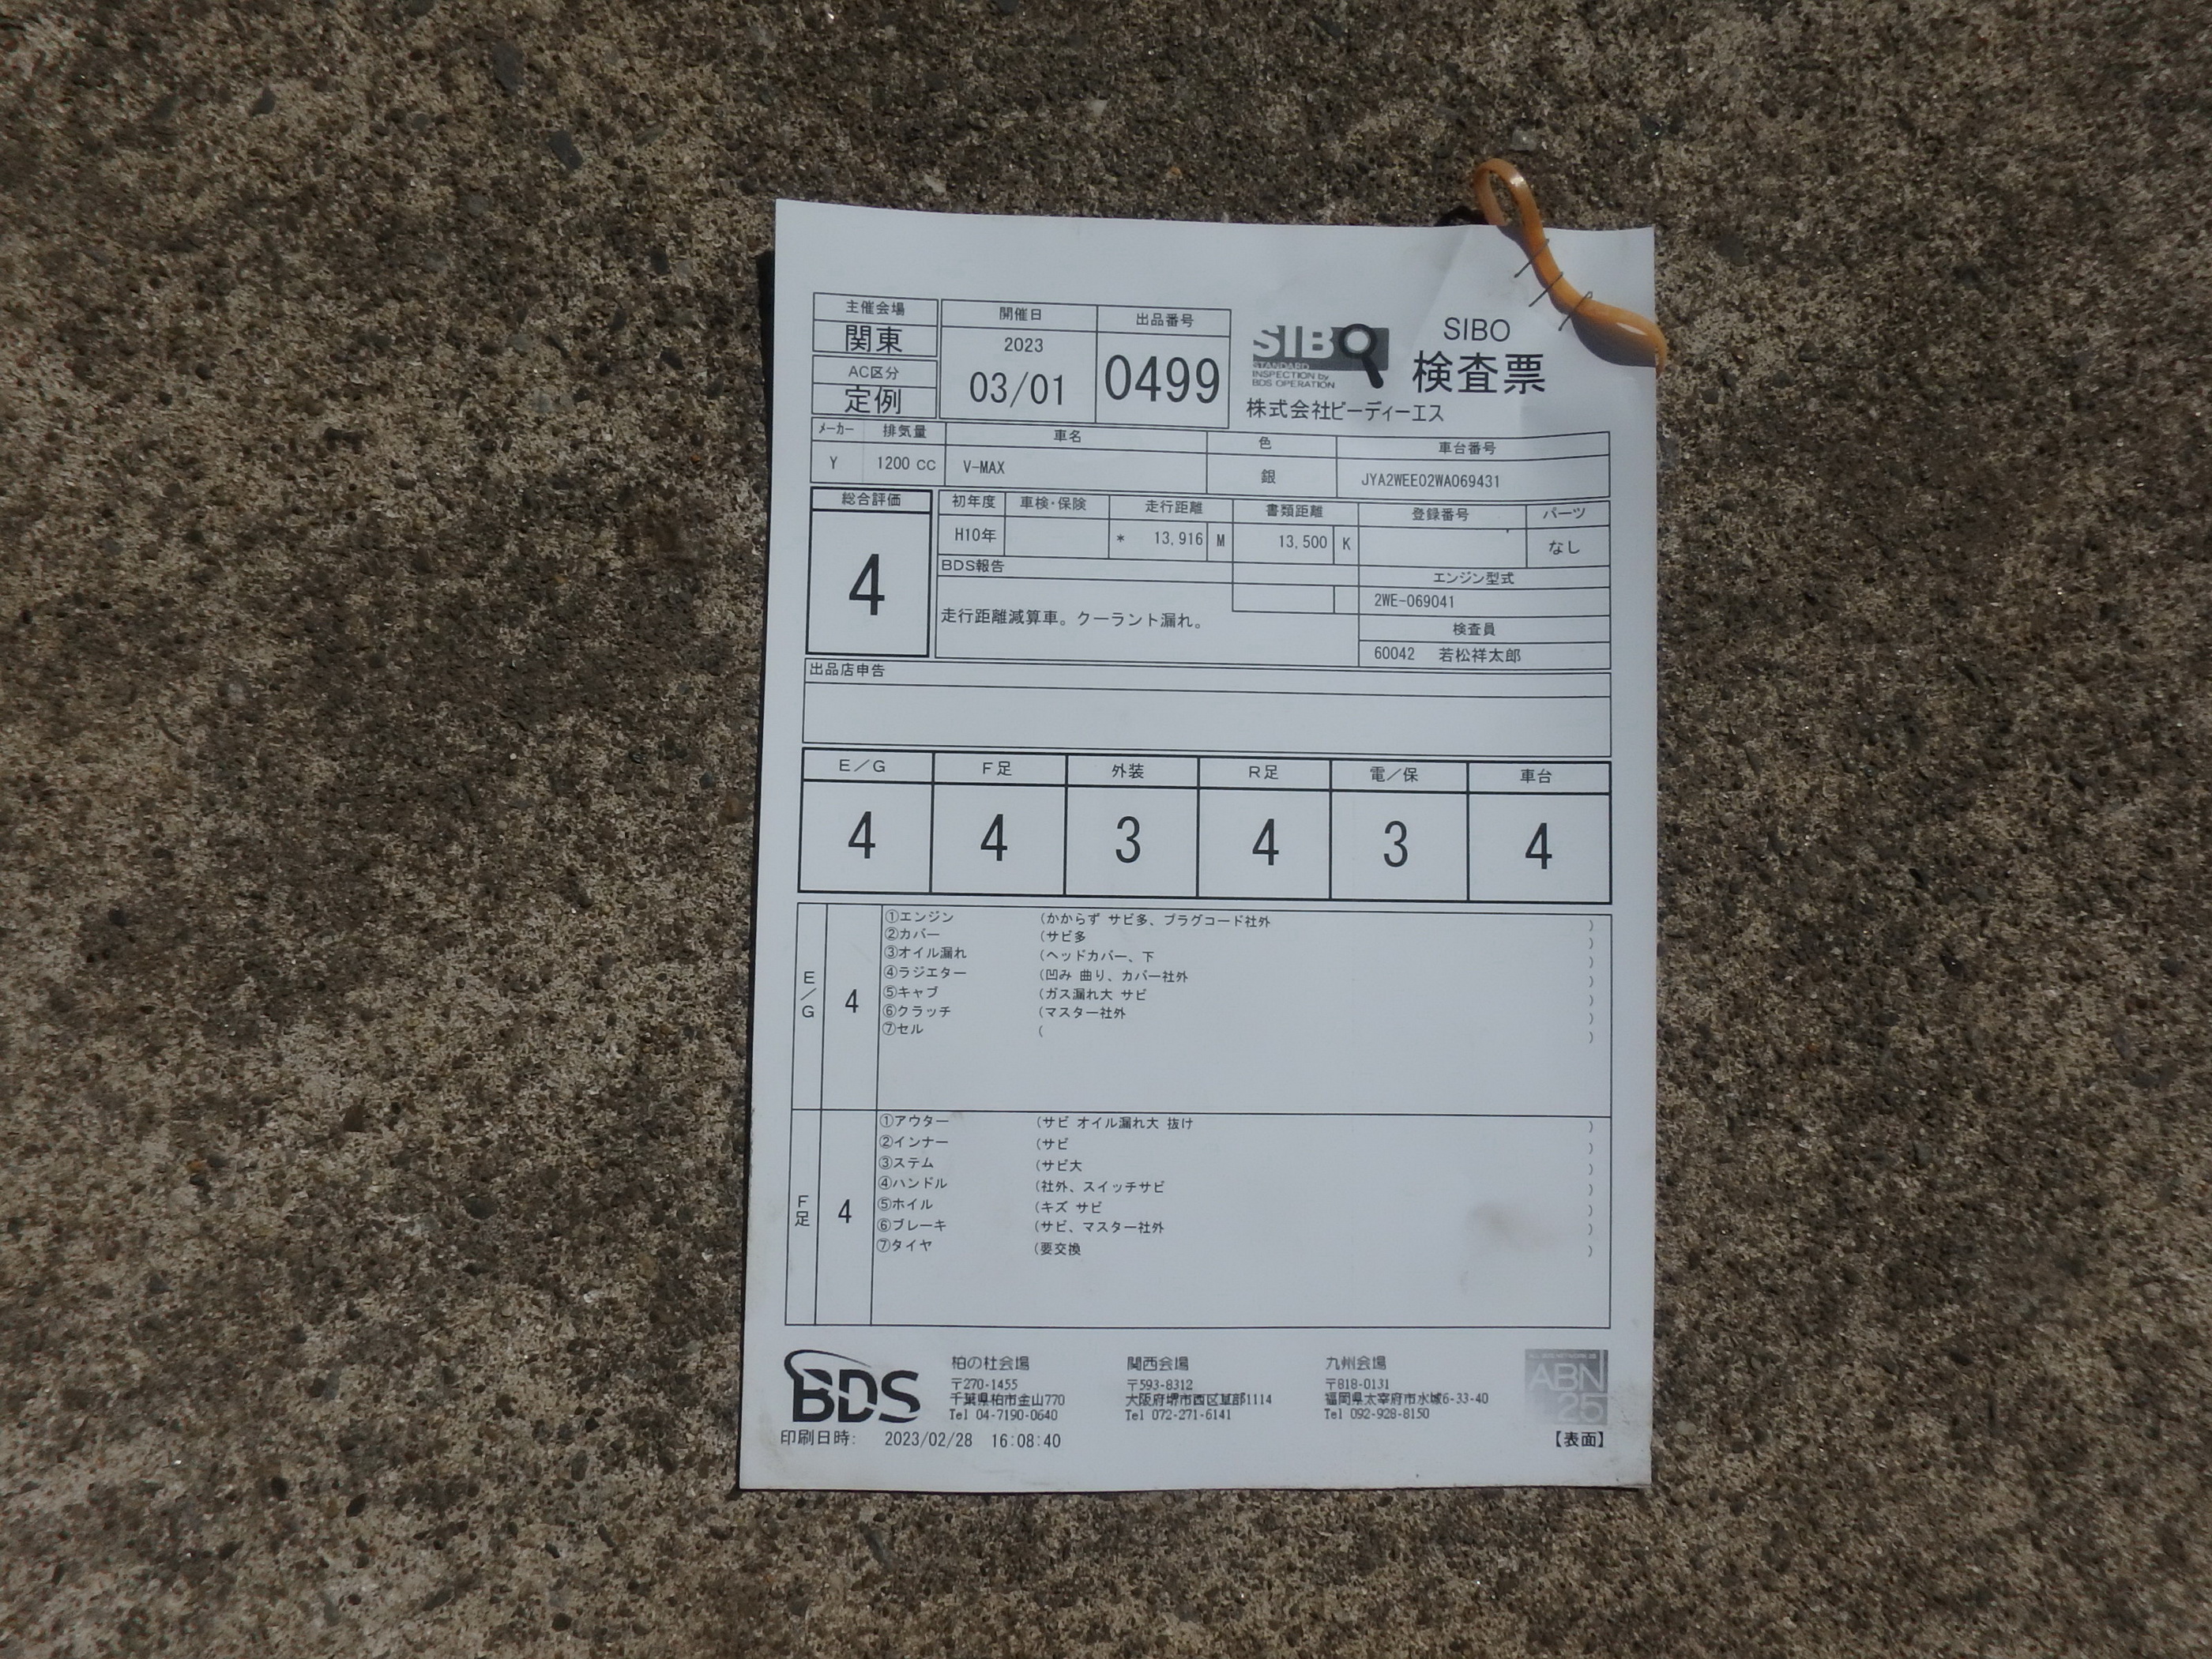 主催会場 開催日 出品番号
関東 2023 03/01 0499
AC区分
定例
SIBO
STANDARD
INSPECTION by
BDS OPERATION
SIBO
検査票
株式会社ビーディーエス
メーカー 排気量 車名 色 車台番号
Y 1200 CC V-MAX 銀 JYA2WEE02WA069431
総合評価 初年度 車検・保険 走行距離 書類距離 登録番号 パーツ
4 H10年 * 13,916 M 13,500 K なし
BDS報告 エンジン型式
2WE-069041
走行距離減算車。クーラント漏れ。
検査員
60042 若松祥太郎
出品店申告
E/G F足 外装 R足 電/保 車台
4 4 3 4 3 4
E/G 4
①エンジン (かからず サビ多、プラグコード社外 )
②カバー (サビ多 )
③オイル漏れ (ヘッドカバー、下 )
④ラジエター (凹み 曲り、カバー社外 )
⑤キャブ (ガス漏れ大 サビ )
⑥クラッチ (マスター社外 )
⑦セル ( )
F足 4
①アウター (サビ オイル漏れ大 抜け )
②インナー (サビ )
③ステム (サビ大 )
④ハンドル (社外、スイッチサビ )
⑤ホイル (キズ サビ )
⑥ブレーキ (サビ、マスター社外 )
⑦タイヤ (要交換 )
BDS
柏の杜会場 関西会場 九州会場
〒270-1455 〒593-8312 〒818-0131
千葉県柏市金山770 大阪府堺市西区草部1114 福岡県太宰府市水城6-33-40
Tel 04-7190-0640 Tel 072-271-6141 Tel 092-928-8150
ABN
25
印刷日時: 2023/02/28 16:08:40 【表面】